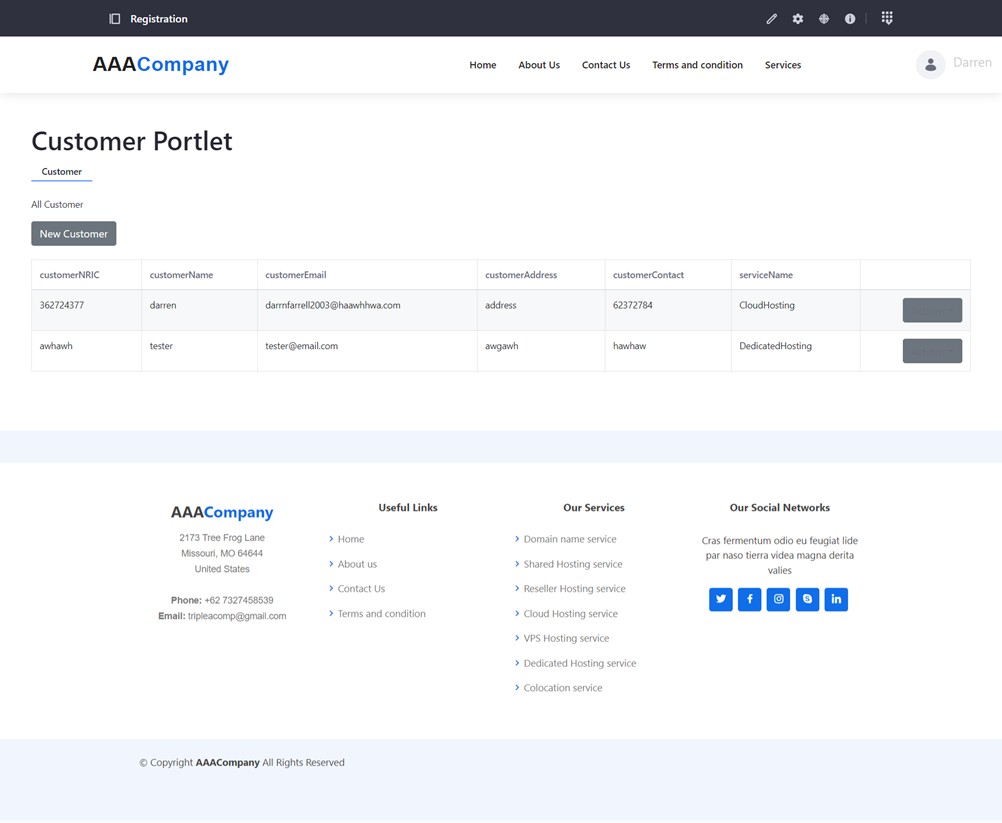 Registration
AAACompany
Home About Us Contact Us Terms and condition Services
Darren
Customer Portlet
Customer
All Customer
New Customer
customerNRIC customerName customerEmail customerAddress customerContact serviceName
362724377 darren darrnfarrell2003@haawhhwa.com address 62372784 CloudHosting
awhawh tester tester@email.com awgawh hawhaw DedicatedHosting
AAACompany
2173 Tree Frog Lane
Missouri, MO 64644
United States
Phone: +62 7327458539
Email: tripleacomp@gmail.com
Useful Links
Home
About us
Contact Us
Terms and condition
Our Services
Domain name service
Shared Hosting service
Reseller Hosting service
Cloud Hosting service
VPS Hosting service
Dedicated Hosting service
Colocation service
Our Social Networks
Cras fermentum odio eu feugiat lide
par naso tierra videa magna derita
valies
© Copyright AAACompany All Rights Reserved